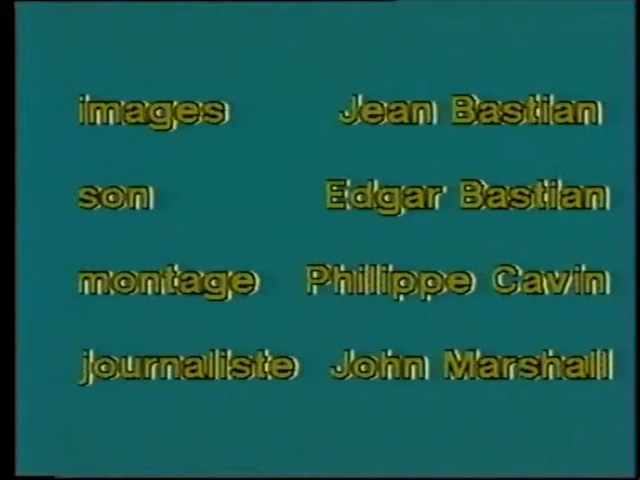 images Jean Bastian
son Edgar Bastian
montage Philippe Cavin
journaliste John Marshall